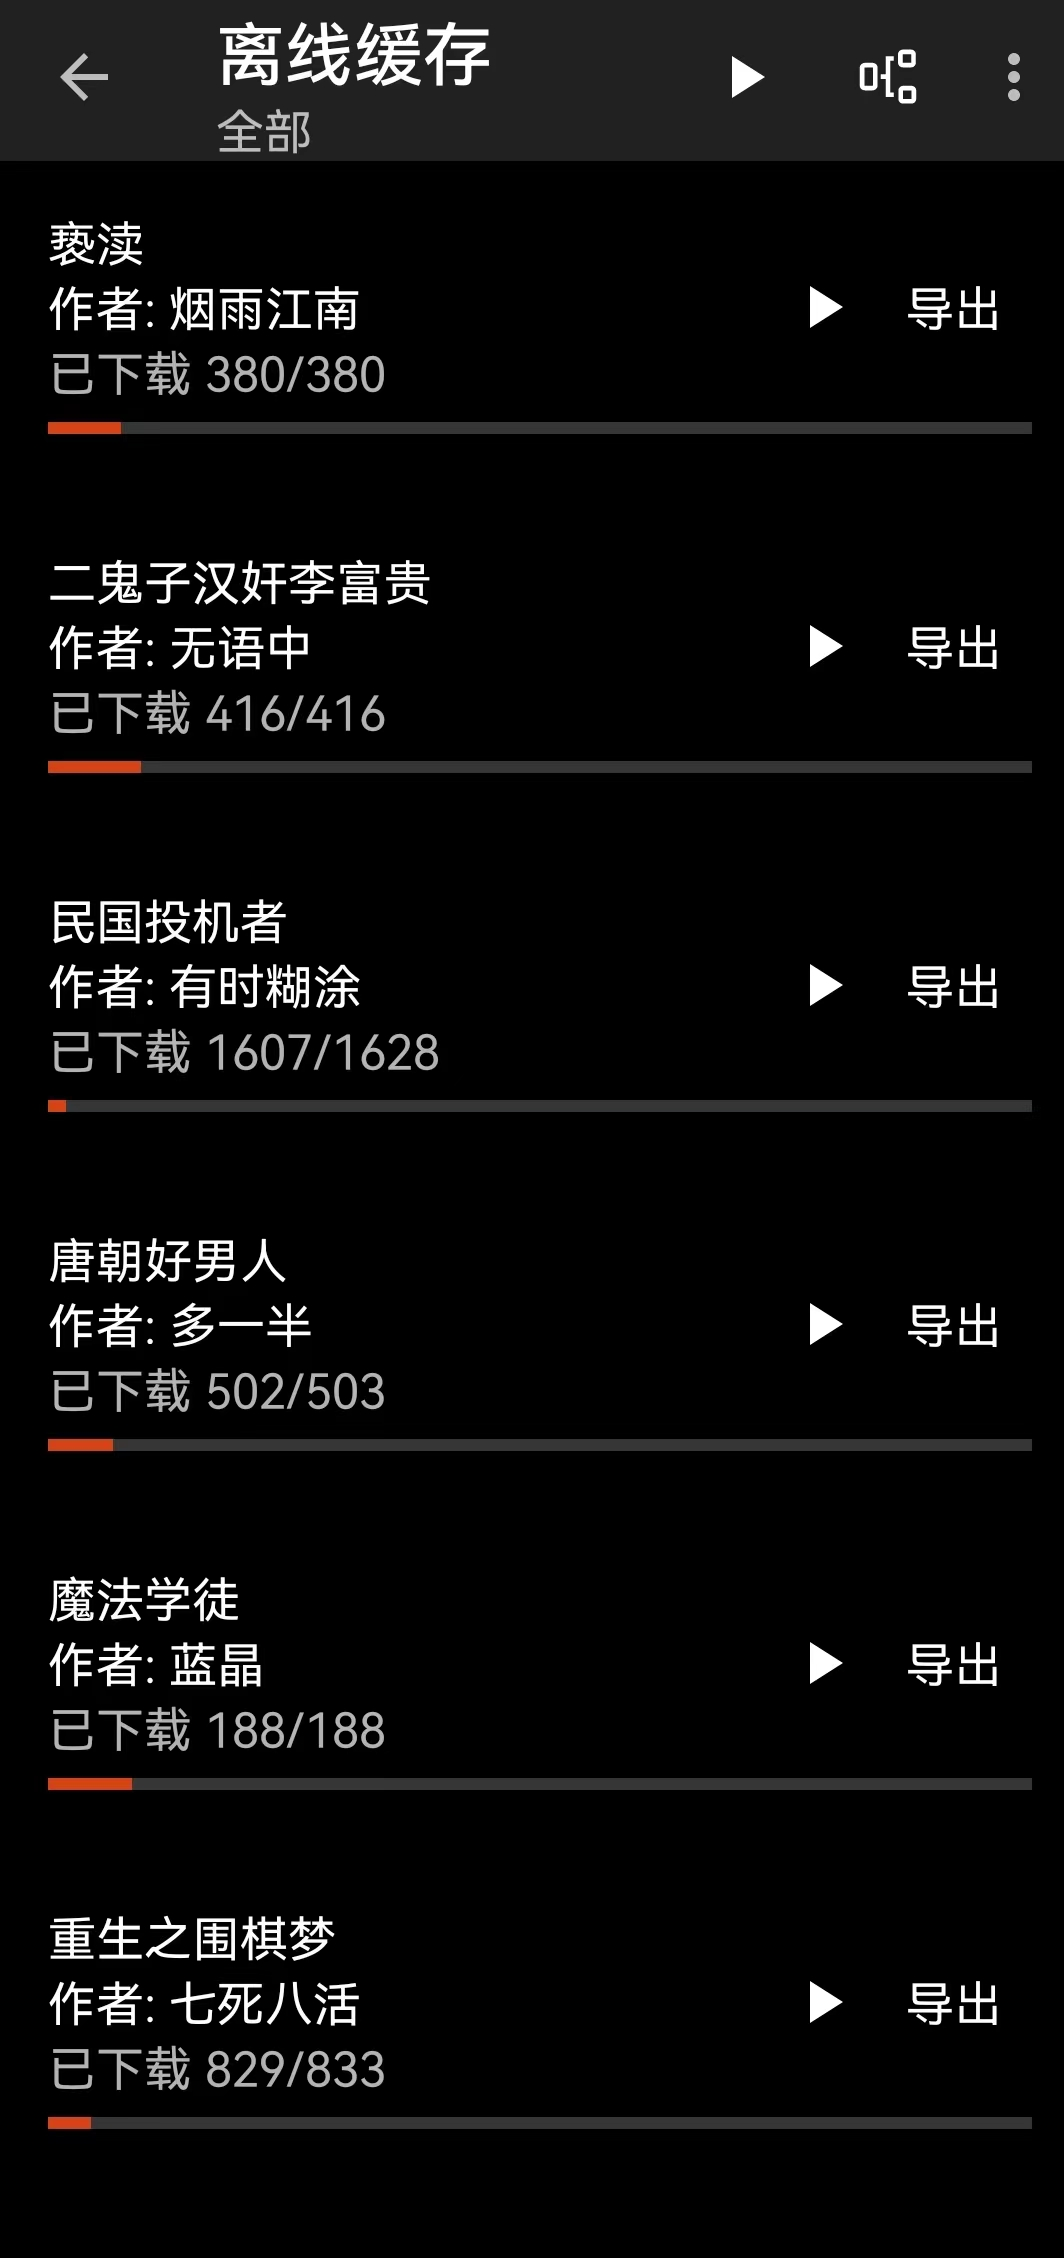 离线缓存
全部
亵渎
作者: 烟雨江南
导出
已下载 380/380
二鬼子汉奸李富贵
作者: 无语中
导出
已下载 416/416
民国投机者
作者: 有时糊涂
导出
已下载 1607/1628
唐朝好男人
作者: 多一半
导出
已下载 502/503
魔法学徒
作者: 蓝晶
导出
已下载 188/188
重生之围棋梦
作者: 七死八活
导出
已下载 829/833